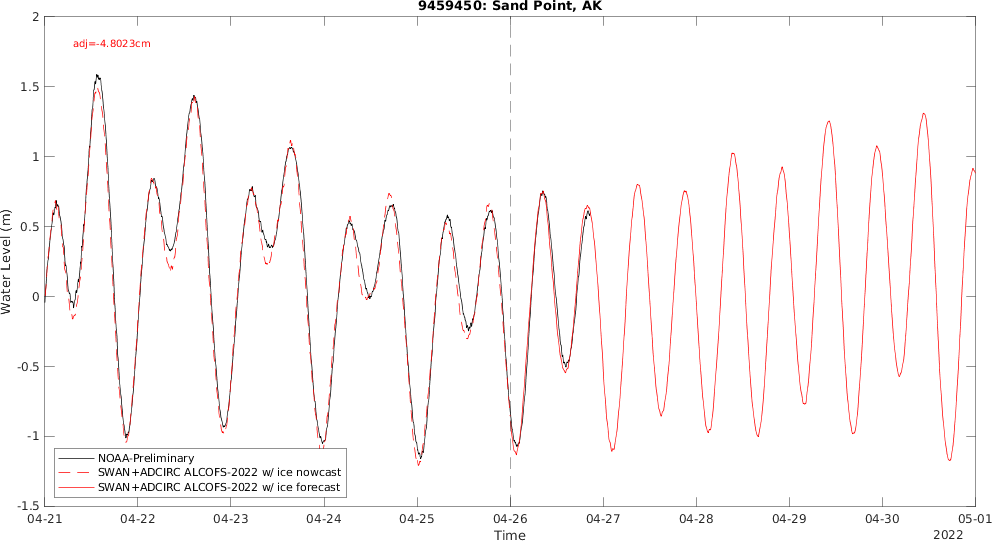 9459450: Sand Point, AK
adj=-4.8023cm
Water Level (m)
2
1.5
1
0.5
0
-0.5
-1
-1.5
NOAA-Preliminary
SWAN+ADCIRC ALCOFS-2022 w/ ice nowcast
SWAN+ADCIRC ALCOFS-2022 w/ ice forecast
04-21 04-22 04-23 04-24 04-25 04-26 04-27 04-28 04-29 04-30 05-01
Time
2022